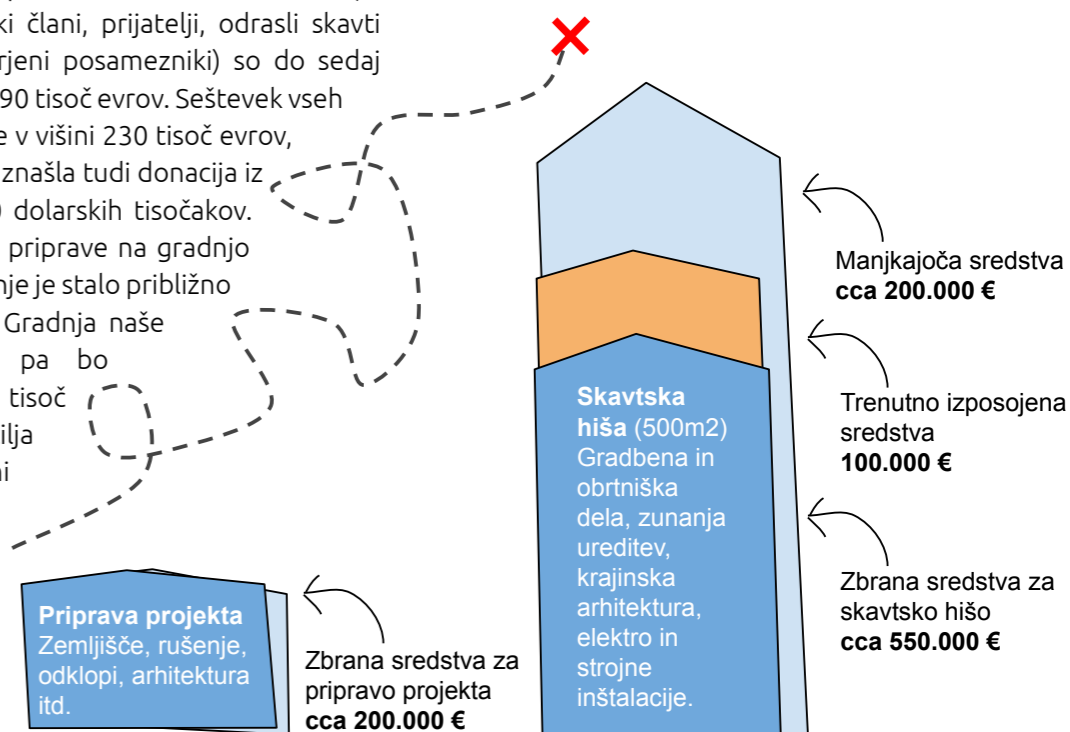 ki člani, prijatelji, odrasli skavti
rjeni posamezniki) so do sedaj
90 tisoč evrov. Seštevek vseh
e v višini 230 tisoč evrov,
znašla tudi donacija iz
dolarskih tisočakov.
priprave na gradnjo
nje je stalo približno
Gradnja naše
pa bo
tisoč
ilja
ni
Priprava projekta
Zemljišče, rušenje,
odklopi, arhitektura
itd.
Zbrana sredstva za
pripravo projekta
cca 200.000 €
Skavtska
hiša (500m2)
Gradbena in
obrtniška
dela, zunanja
ureditev,
krajinska
arhitektura,
elektro in
strojne
inštalacije.
Manjkajoča sredstva
cca 200.000 €
Trenutno izposojena
sredstva
100.000 €
Zbrana sredstva za
skavtsko hišo
cca 550.000 €